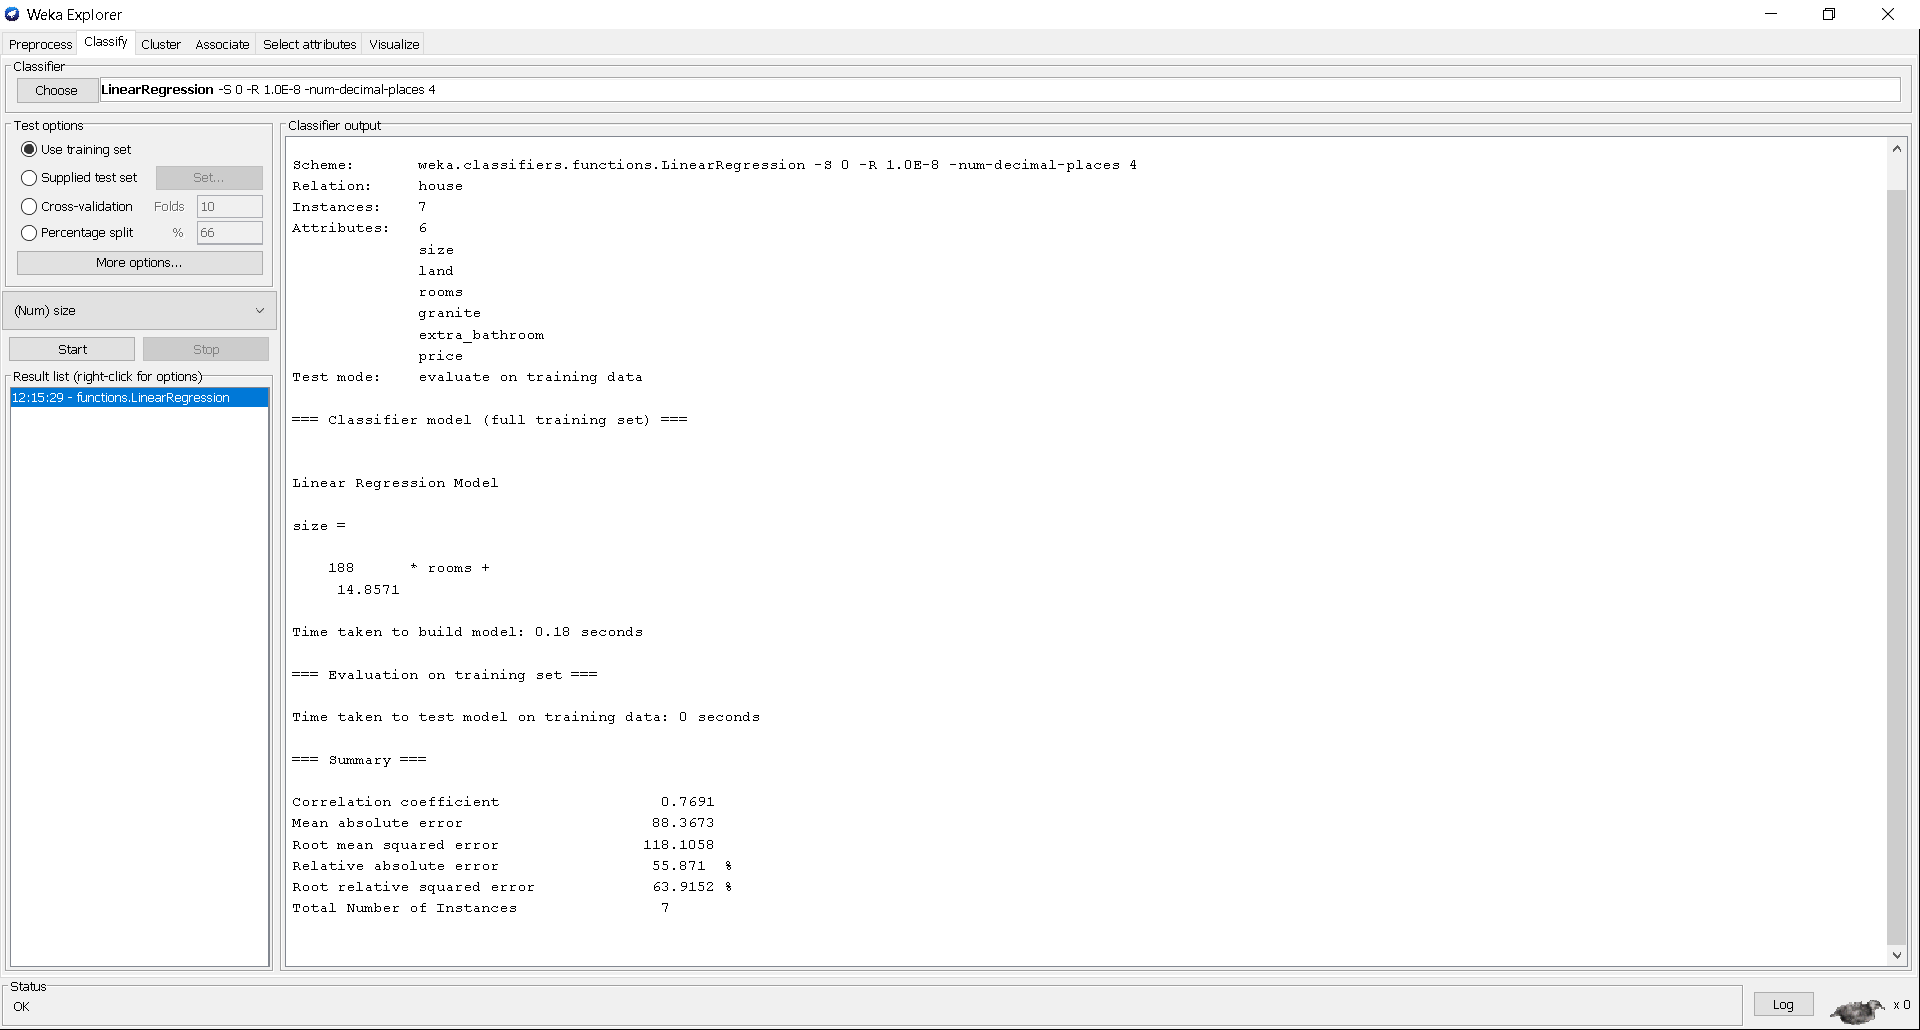 Weka Explorer
Preprocess Classify Cluster Associate Select attributes Visualize
Classifier
Choose LinearRegression -S 0 -R 1.0E-8 -num-decimal-places 4
Test options
Use training set
Supplied test set Set...
Cross-validation Folds 10
Percentage split % 66
More options...
(Num) size
Start Stop
Result list (right-click for options)
12:15:29 - functions.LinearRegression
Classifier output
Scheme: weka.classifiers.functions.LinearRegression -S 0 -R 1.0E-8 -num-decimal-places 4
Relation: house
Instances: 7
Attributes: 6
size
land
rooms
granite
extra_bathroom
price
Test mode: evaluate on training data
=== Classifier model (full training set) ===
Linear Regression Model
size =
188 * rooms +
14.8571
Time taken to build model: 0.18 seconds
=== Evaluation on training set ===
Time taken to test model on training data: 0 seconds
=== Summary ===
Correlation coefficient 0.7691
Mean absolute error 88.3673
Root mean squared error 118.1058
Relative absolute error 55.871 %
Root relative squared error 63.9152 %
Total Number of Instances 7
Status
OK
Log x 0